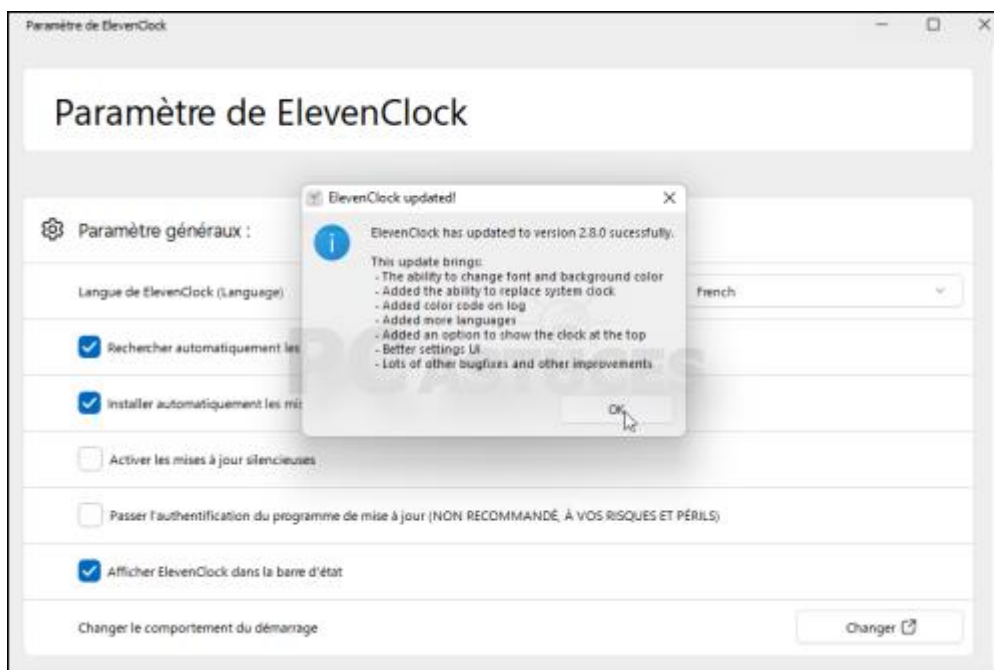 Paramètre de ElevenClock
Paramètre de ElevenClock
ElevenClock updated!
ElevenClock has updated to version 2.8.0 sucessfully.
This update brings:
- The ability to change font and background color
- Added the ability to replace system clock
- Added color code on log
- Added more languages
- Added an option to show the clock at the top
- Better settings UI
- Lots of other bugfixes and other improvements
OK
Paramètre généraux :
Langue de ElevenClock (Language)
French
Rechercher automatiquement les
Installer automatiquement les
Activer les mises à jour silencieuses
Passer l'authentification du programme de mise à jour (NON RECOMMANDÉ, À VOS RISQUES ET PÉRILS)
Afficher ElevenClock dans la barre d'état
Changer le comportement du démarrage
Changer
PC ASTUCES